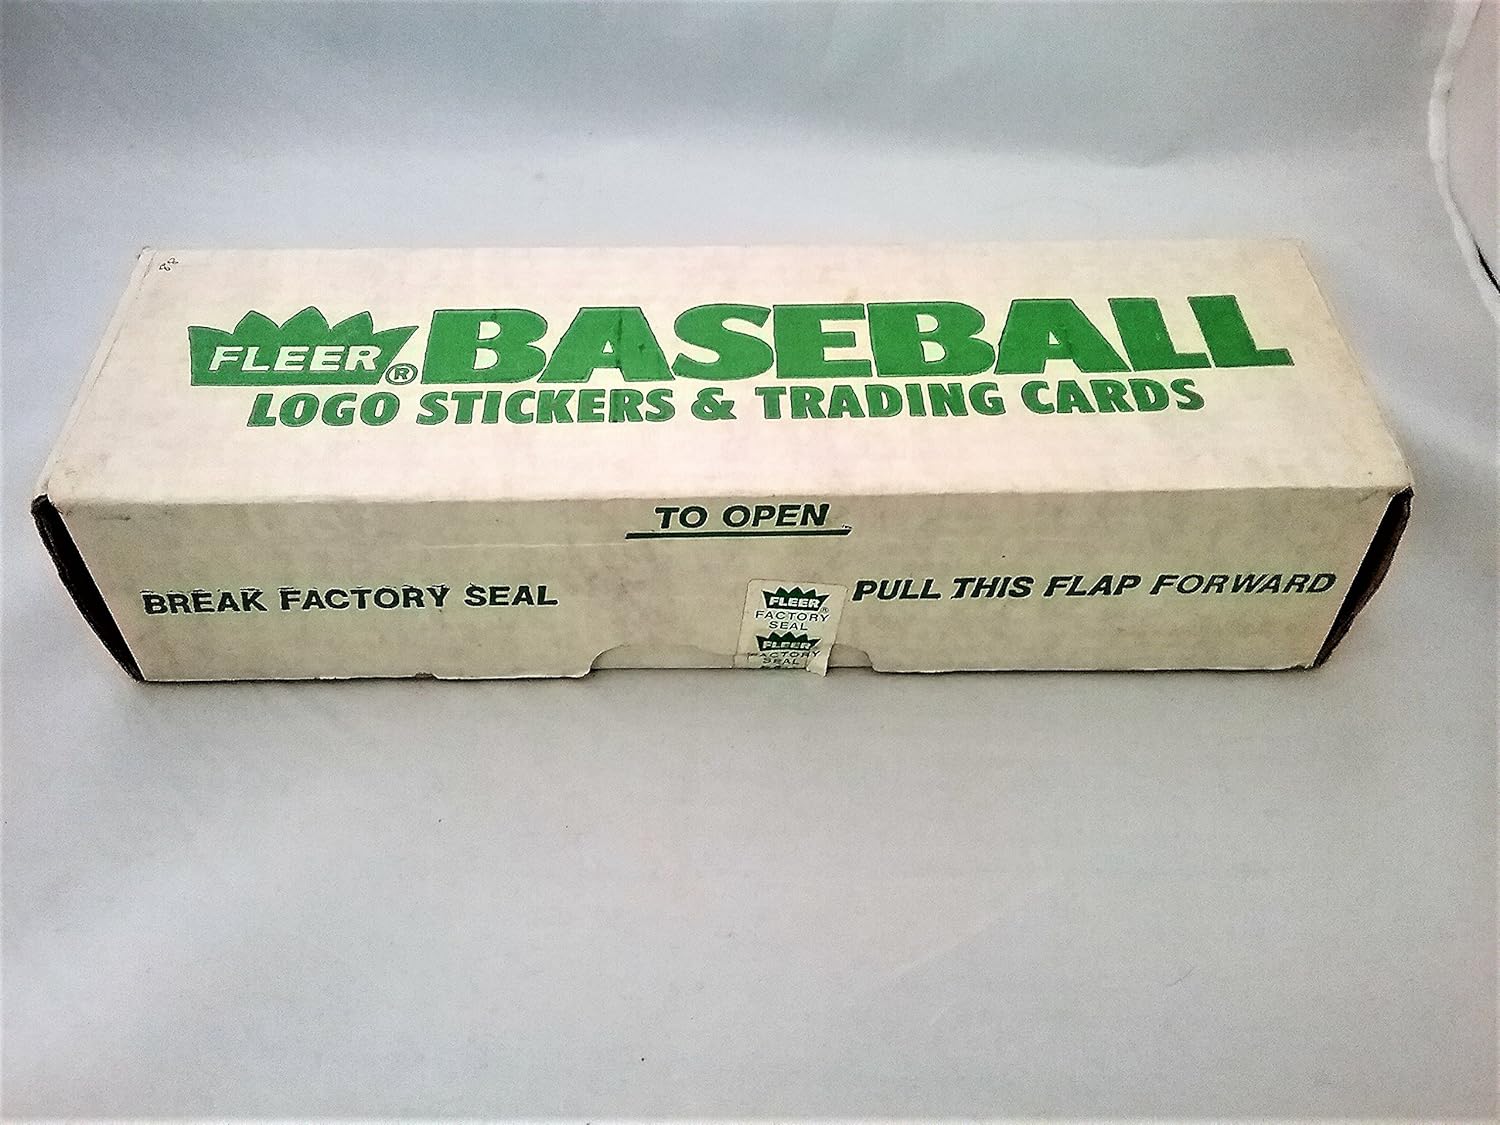 FLEER® BASEBALL
LOGO STICKERS & TRADING CARDS
TO OPEN
BREAK FACTORY SEAL
PULL THIS FLAP FORWARD
FLEER®
FACTORY
SEAL
FLEER
FACTORY
SEAL